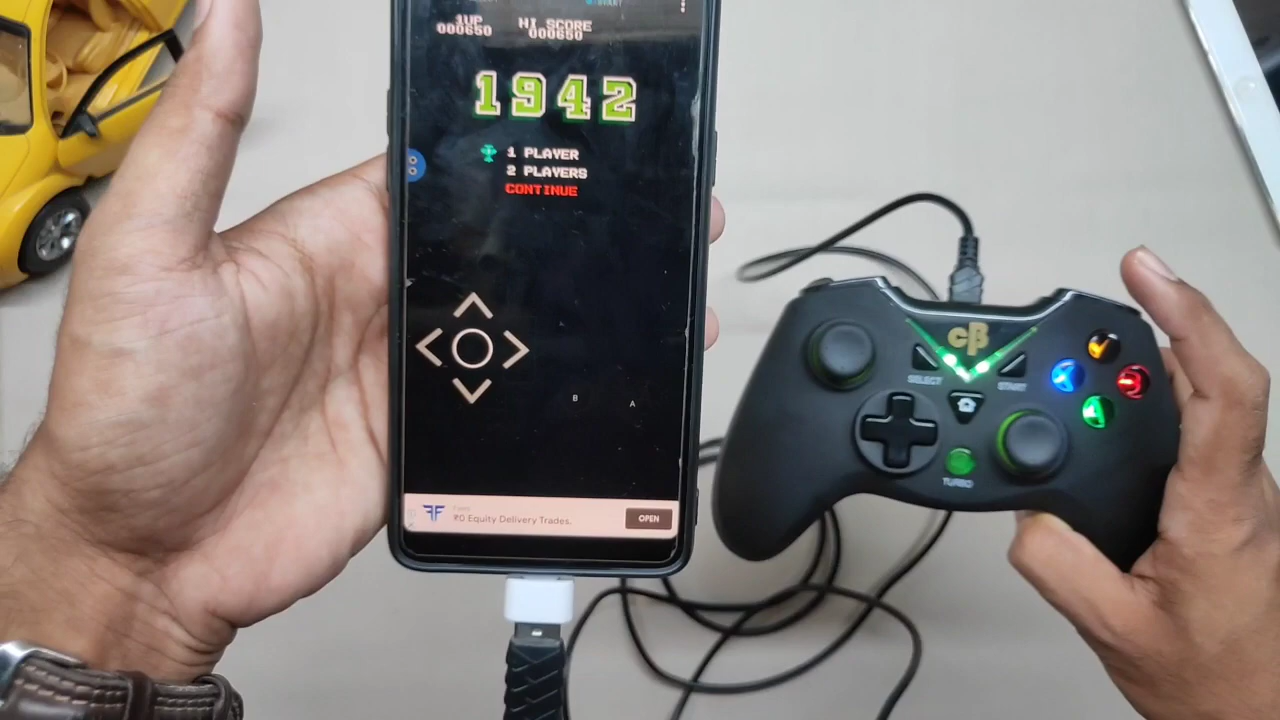 1UP HI SCORE
000650 000650
1942
1 PLAYER
2 PLAYERS
CONTINUE
B A
₹0 Equity Delivery Trades.
OPEN
cβ
SELECT START
TURBO